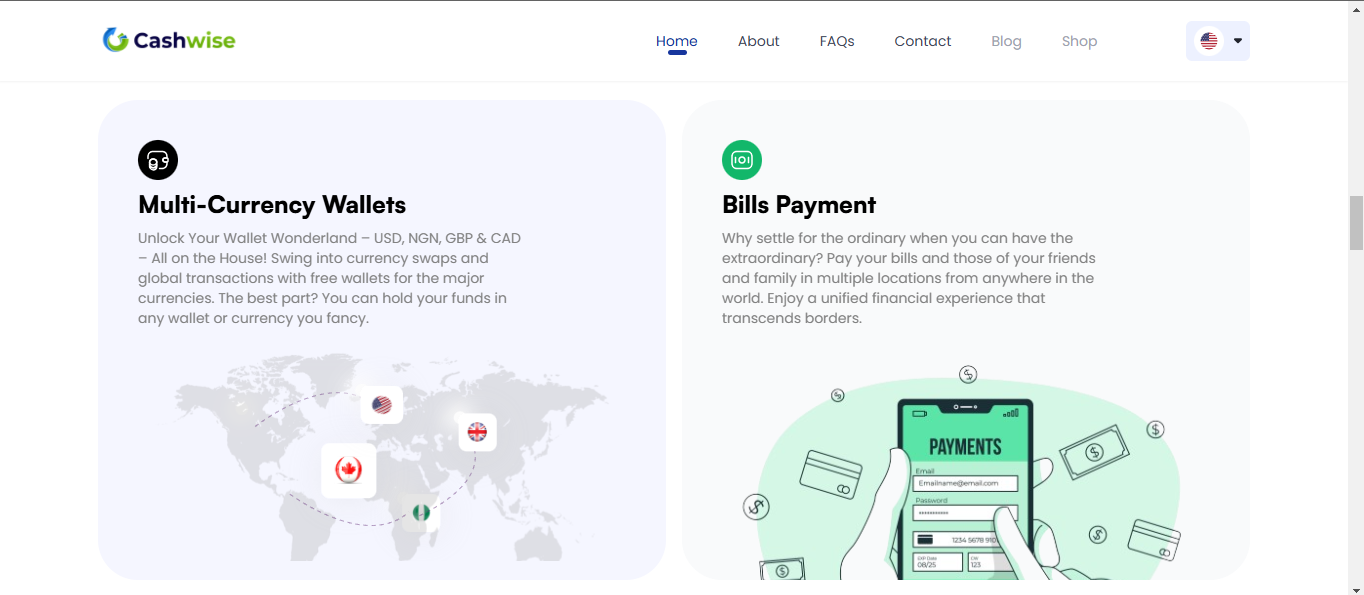 Cashwise
Home About FAQs Contact Blog Shop
Multi-Currency Wallets
Unlock Your Wallet Wonderland – USD, NGN, GBP & CAD
– All on the House! Swing into currency swaps and
global transactions with free wallets for the major
currencies. The best part? You can hold your funds in
any wallet or currency you fancy.
Bills Payment
Why settle for the ordinary when you can have the
extraordinary? Pay your bills and those of your friends
and family in multiple locations from anywhere in the
world. Enjoy a unified financial experience that
transcends borders.
PAYMENTS
Email
Emailname@email.com
Password
1234 5678 910
EXP Date
08/25
123